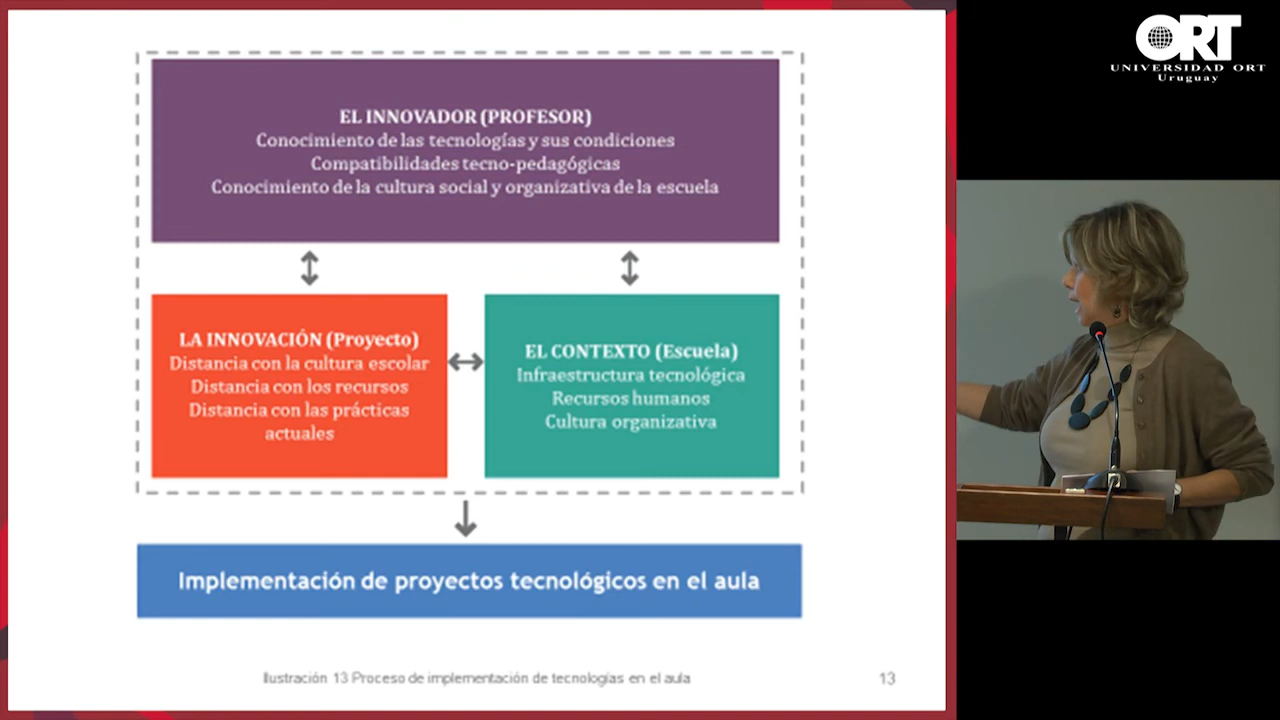 EL INNOVADOR (PROFESOR)
Conocimiento de las tecnologías y sus condiciones
Compatibilidades tecno-pedagógicas
Conocimiento de la cultura social y organizativa de la escuela
LA INNOVACIÓN (Proyecto)
Distancia con la cultura escolar
Distancia con los recursos
Distancia con las prácticas
actuales
EL CONTEXTO (Escuela)
Infraestructura tecnológica
Recursos humanos
Cultura organizativa
Implementación de proyectos tecnológicos en el aula
Ilustración 13 Proceso de implementación de tecnologías en el aula
13
ORT
UNIVERSIDAD ORT
Uruguay